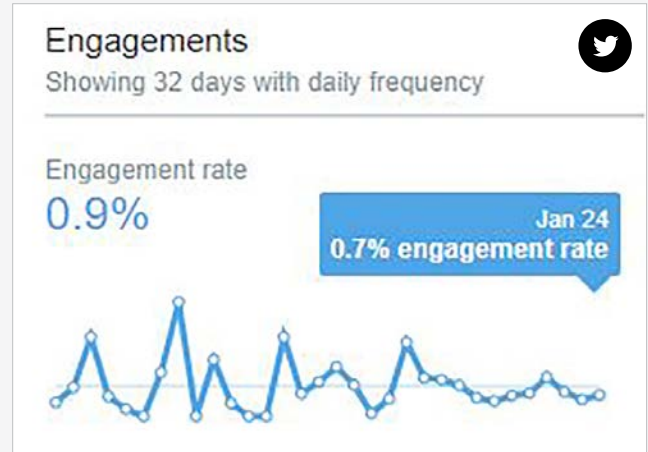 Engagements
Showing 32 days with daily frequency
Engagement rate
0.9%
Jan 24
0.7% engagement rate